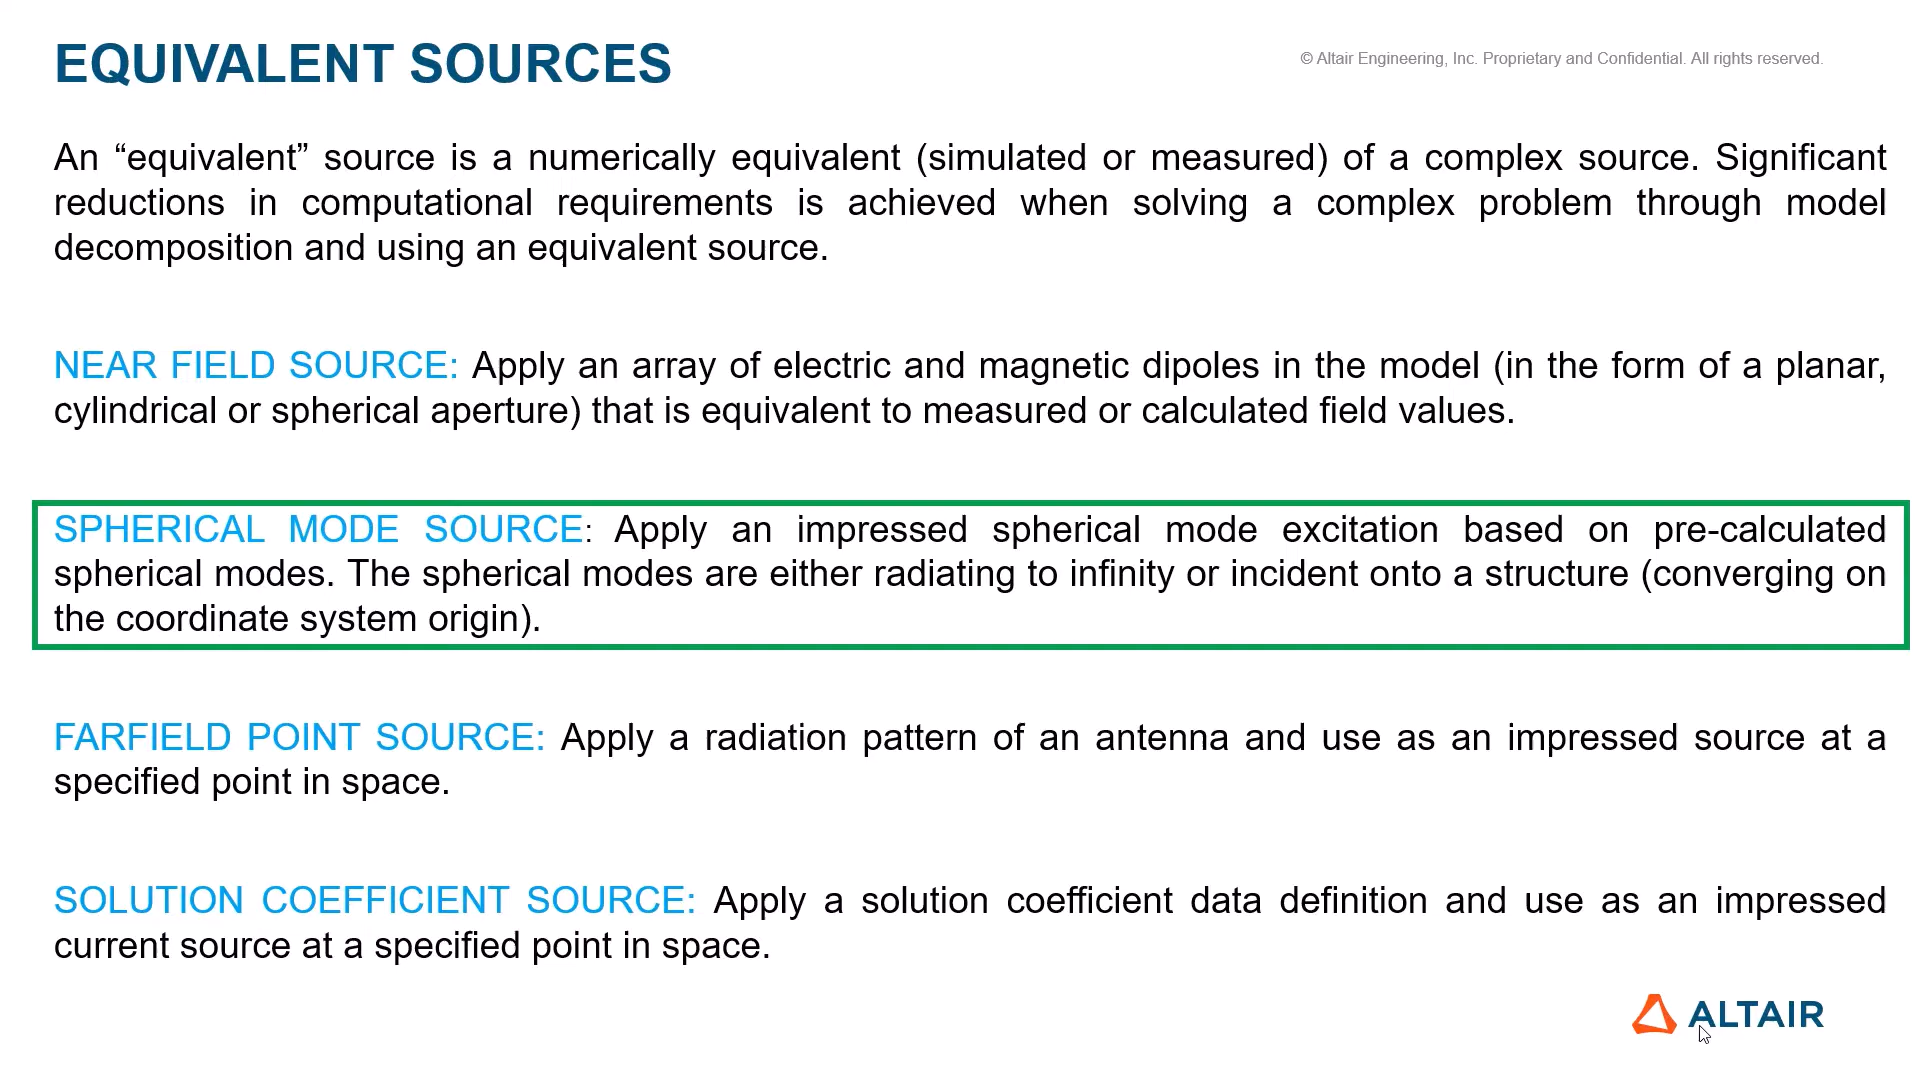 EQUIVALENT SOURCES
© Altair Engineering, Inc. Proprietary and Confidential. All rights reserved.
An “equivalent” source is a numerically equivalent (simulated or measured) of a complex source. Significant
reductions in computational requirements is achieved when solving a complex problem through model
decomposition and using an equivalent source.
NEAR FIELD SOURCE: Apply an array of electric and magnetic dipoles in the model (in the form of a planar,
cylindrical or spherical aperture) that is equivalent to measured or calculated field values.
SPHERICAL MODE SOURCE: Apply an impressed spherical mode excitation based on pre-calculated
spherical modes. The spherical modes are either radiating to infinity or incident onto a structure (converging on
the coordinate system origin).
FARFIELD POINT SOURCE: Apply a radiation pattern of an antenna and use as an impressed source at a
specified point in space.
SOLUTION COEFFICIENT SOURCE: Apply a solution coefficient data definition and use as an impressed
current source at a specified point in space.
ALTAIR